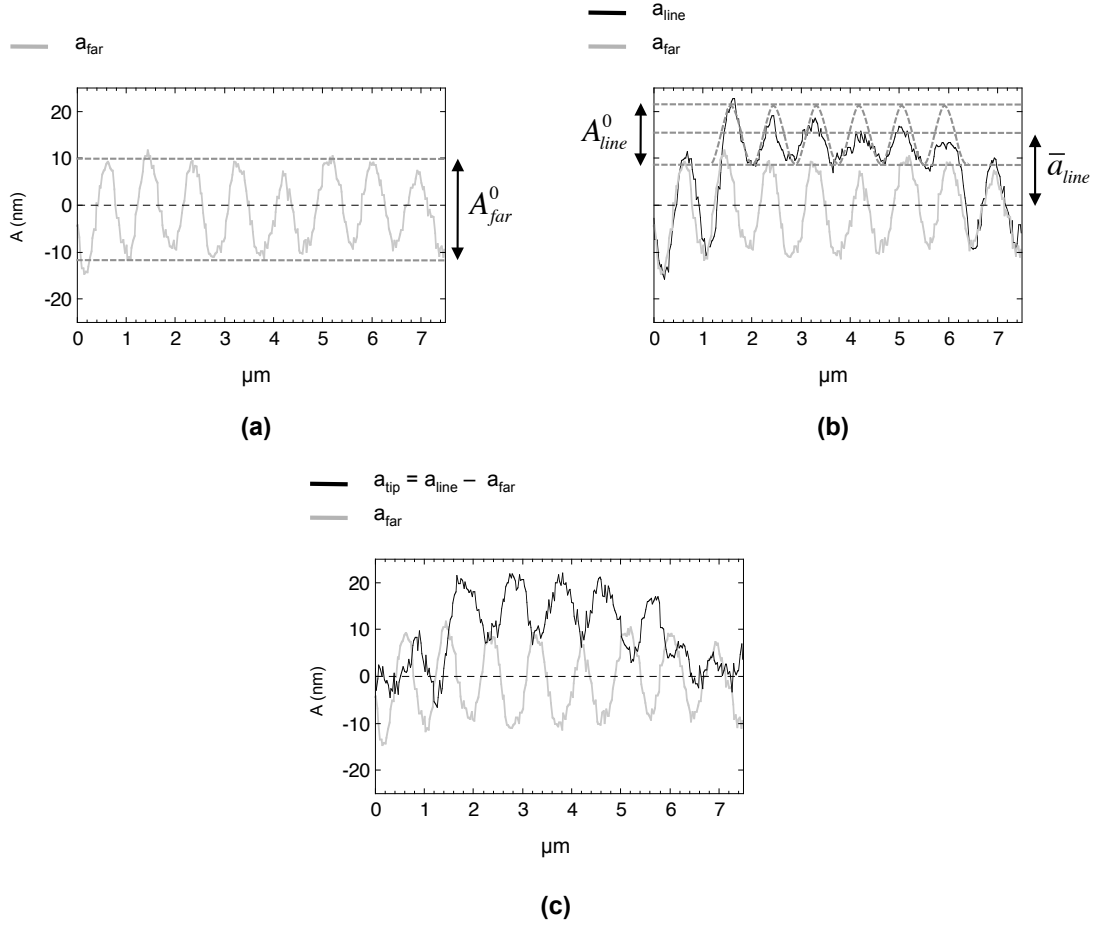 a_far
A (nm)
20
10
0
-10
-20
0 1 2 3 4 5 6 7
µm
A^0_far
(a)
a_line
a_far
A^0_line
a̅_line
0 1 2 3 4 5 6 7
µm
(b)
a_tip = a_line – a_far
a_far
A (nm)
20
10
0
-10
-20
0 1 2 3 4 5 6 7
µm
(c)